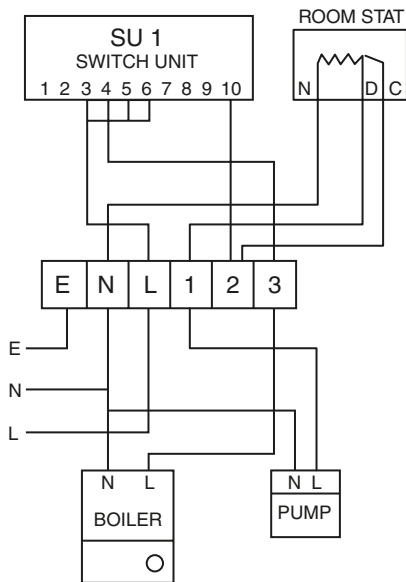 ROOM STAT
SU 1
SWITCH UNIT
1 2 3 4 5 6 7 8 9 10
N D C
E N L 1 2 3
E
N
L
N L
BOILER
N L
PUMP